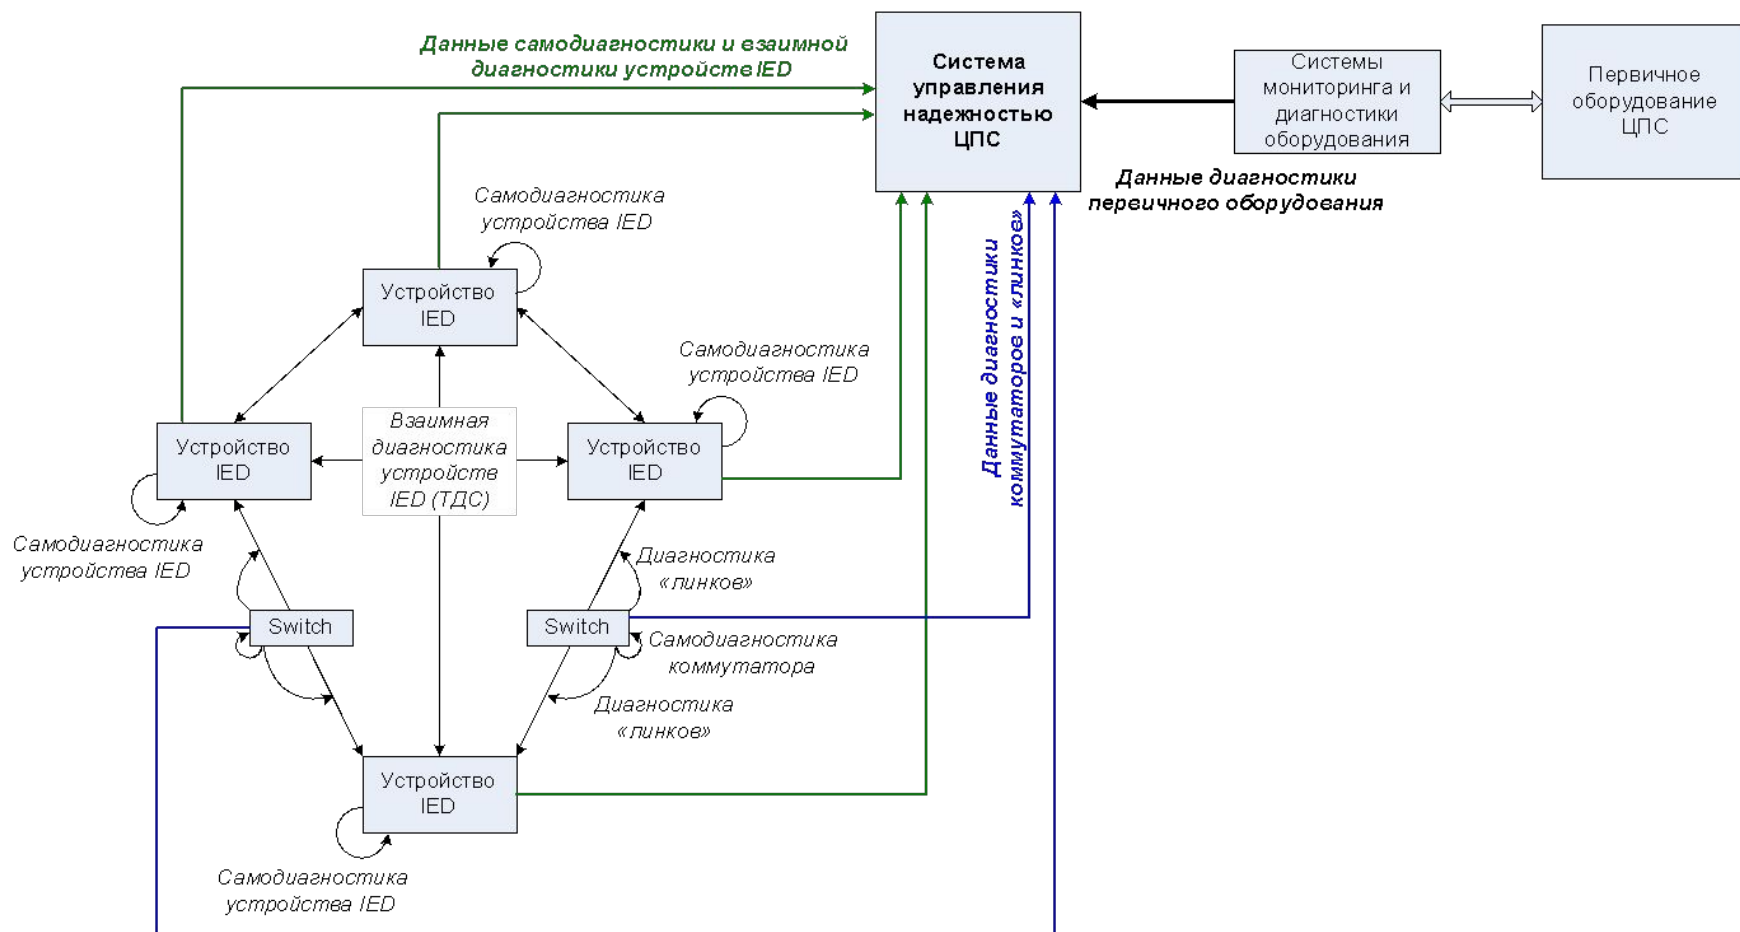 Данные самодиагностики и взаимной
диагностики устройств IED
Система
управления
надежностью
ЦПС
Системы
мониторинга и
диагностики
оборудования
Первичное
оборудование
ЦПС
Данные диагностики
первичного оборудования
Самодиагностика
устройства IED
Данные диагностики
коммутаторов и «линков»
Устройство
IED
Самодиагностика
устройства IED
Устройство
IED
Взаимная
диагностика
устройств
IED (ТДС)
Устройство
IED
Самодиагностика
устройства IED
Диагностика
«линков»
Switch
Switch
Самодиагностика
коммутатора
Диагностика
«линков»
Устройство
IED
Самодиагностика
устройства IED